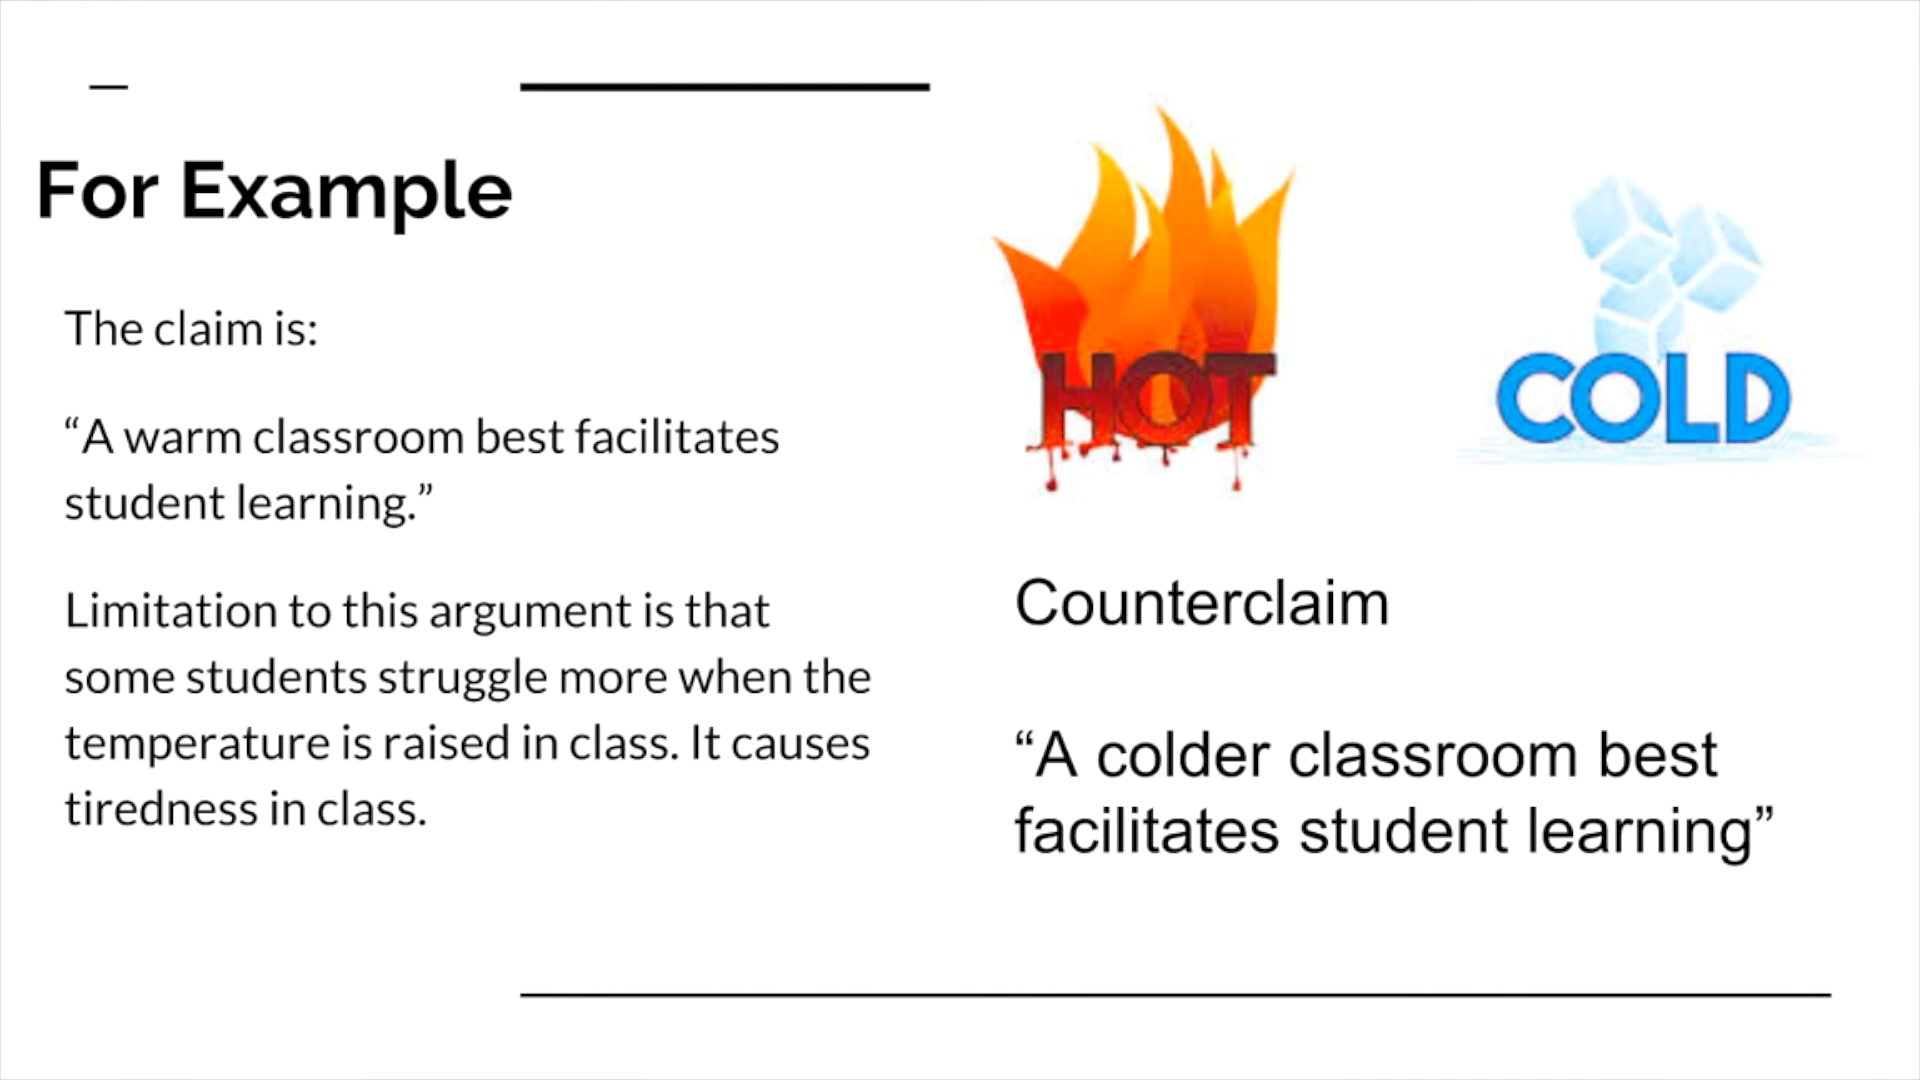 For Example
The claim is:
“A warm classroom best facilitates
student learning.”
Limitation to this argument is that
some students struggle more when the
temperature is raised in class. It causes
tiredness in class.
HOT
COLD
Counterclaim
“A colder classroom best
facilitates student learning”